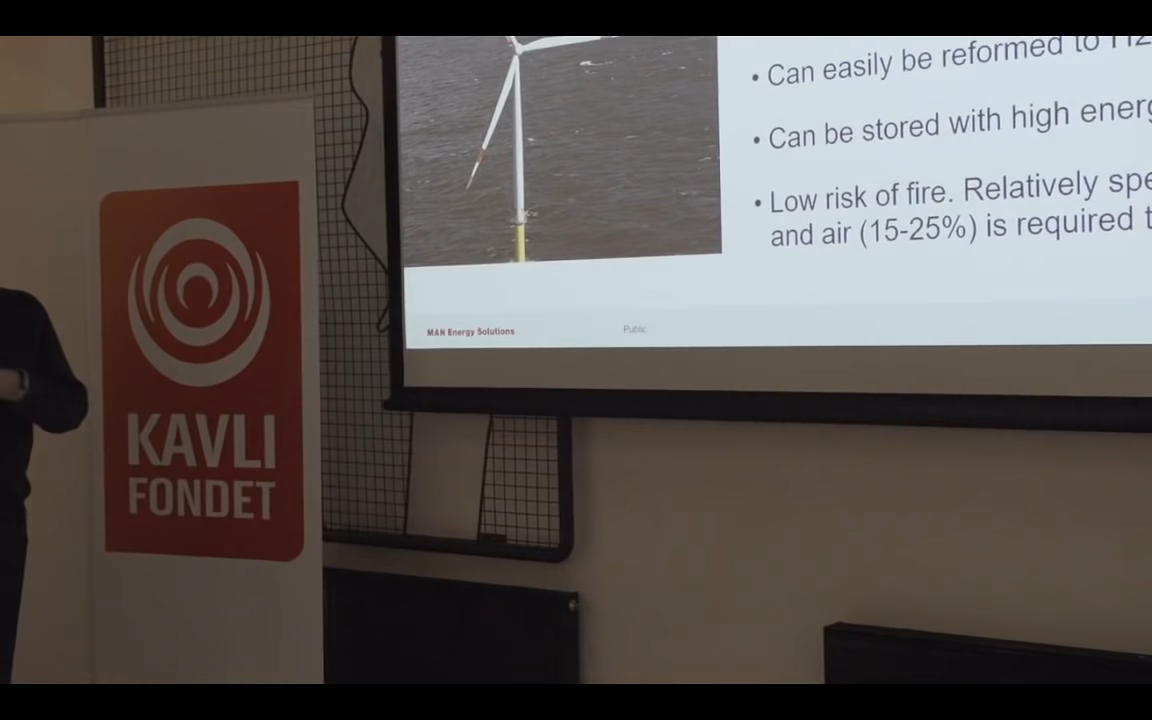 • Can easily be reformed to H2
• Can be stored with high
• Low risk of fire. Relatively
and air (15-25%) is required
MAN Energy Solutions
Public
KAVLI
FONDET